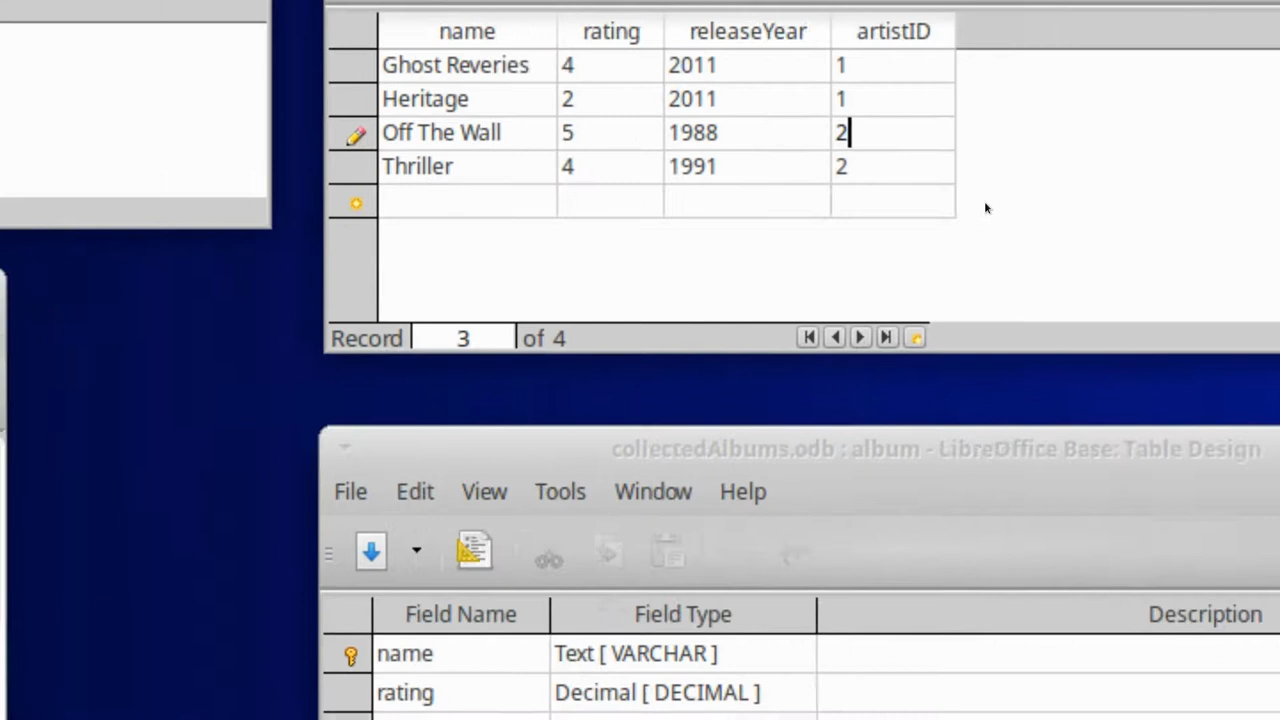 name rating releaseYear artistID
Ghost Reveries 4 2011 1
Heritage 2 2011 1
Off The Wall 5 1988 2
Thriller 4 1991 2
Record 3 of 4
collectedAlbums.odb : album - LibreOffice Base: Table Design
File Edit View Tools Window Help
Field Name Field Type Description
name Text [ VARCHAR ]
rating Decimal [ DECIMAL ]